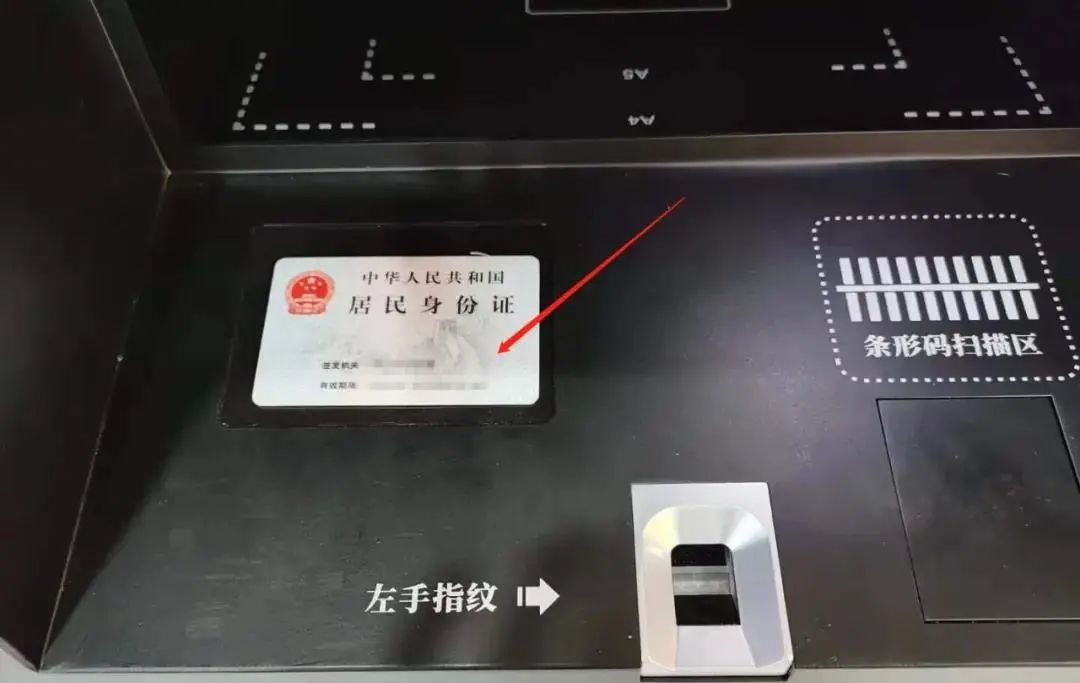 A5
A4
中华人民共和国
居民身份证
签发机关
有效期限
条形码扫描区
左手指纹